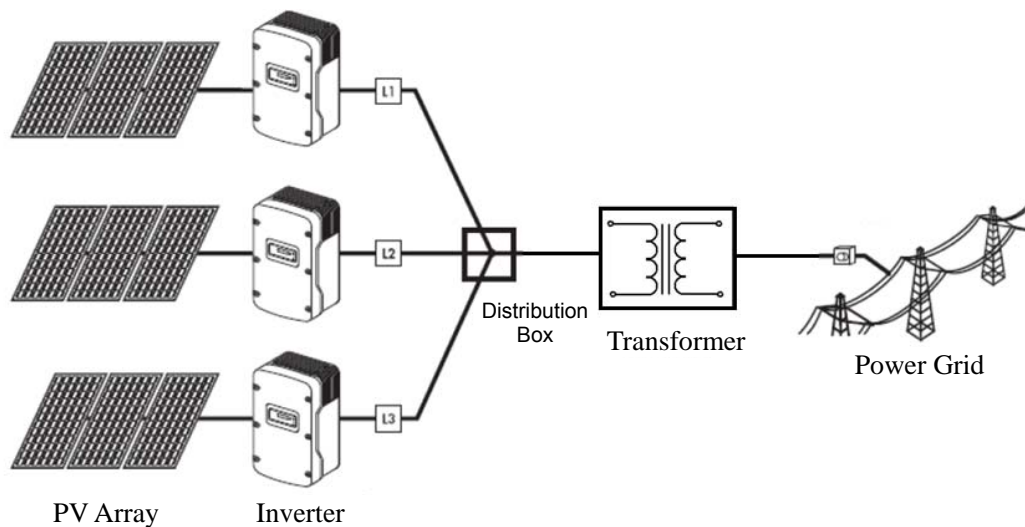 L1
L2
L3
Distribution
Box
Transformer
Power Grid
PV Array
Inverter